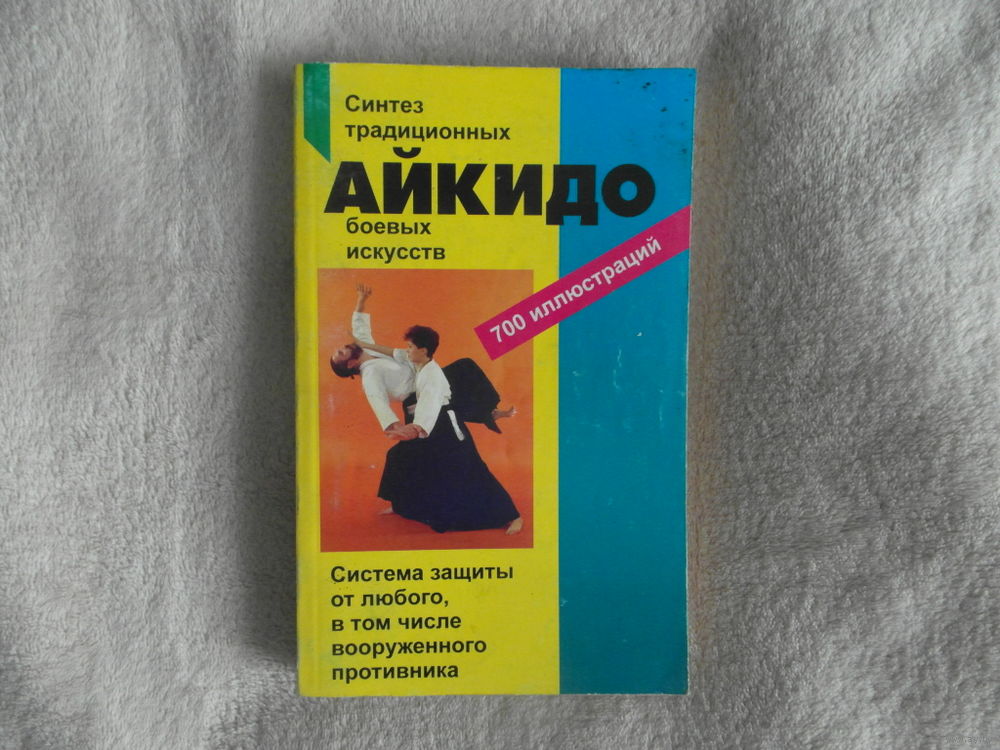 Синтез
традиционных
АЙКИДО
боевых
искусств
700 иллюстраций
Система защиты
от любого,
в том числе
вооруженного
противника